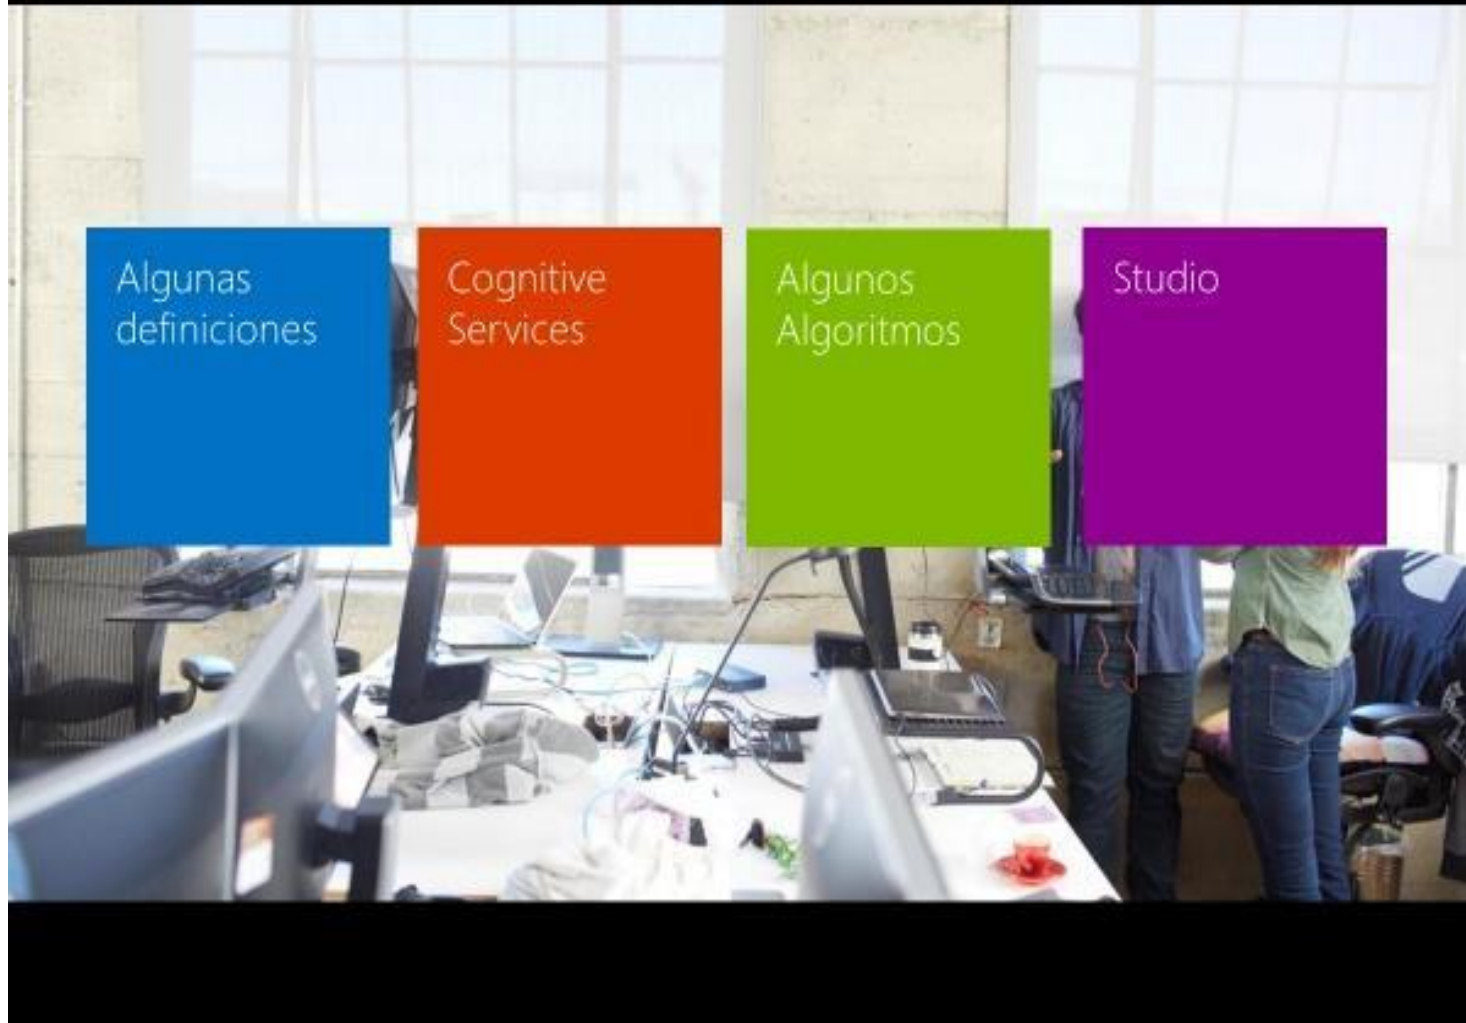 Algunas
definiciones
Cognitive
Services
Algunos
Algoritmos
Studio